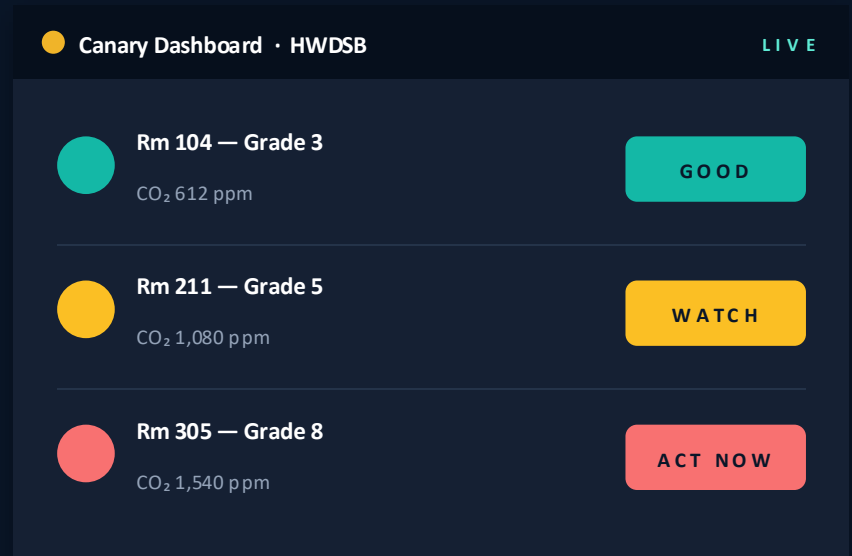 Canary Dashboard · HWDSB
LIVE
Rm 104 — Grade 3
CO₂ 612 ppm
GOOD
Rm 211 — Grade 5
CO₂ 1,080 ppm
WATCH
Rm 305 — Grade 8
CO₂ 1,540 ppm
ACT NOW